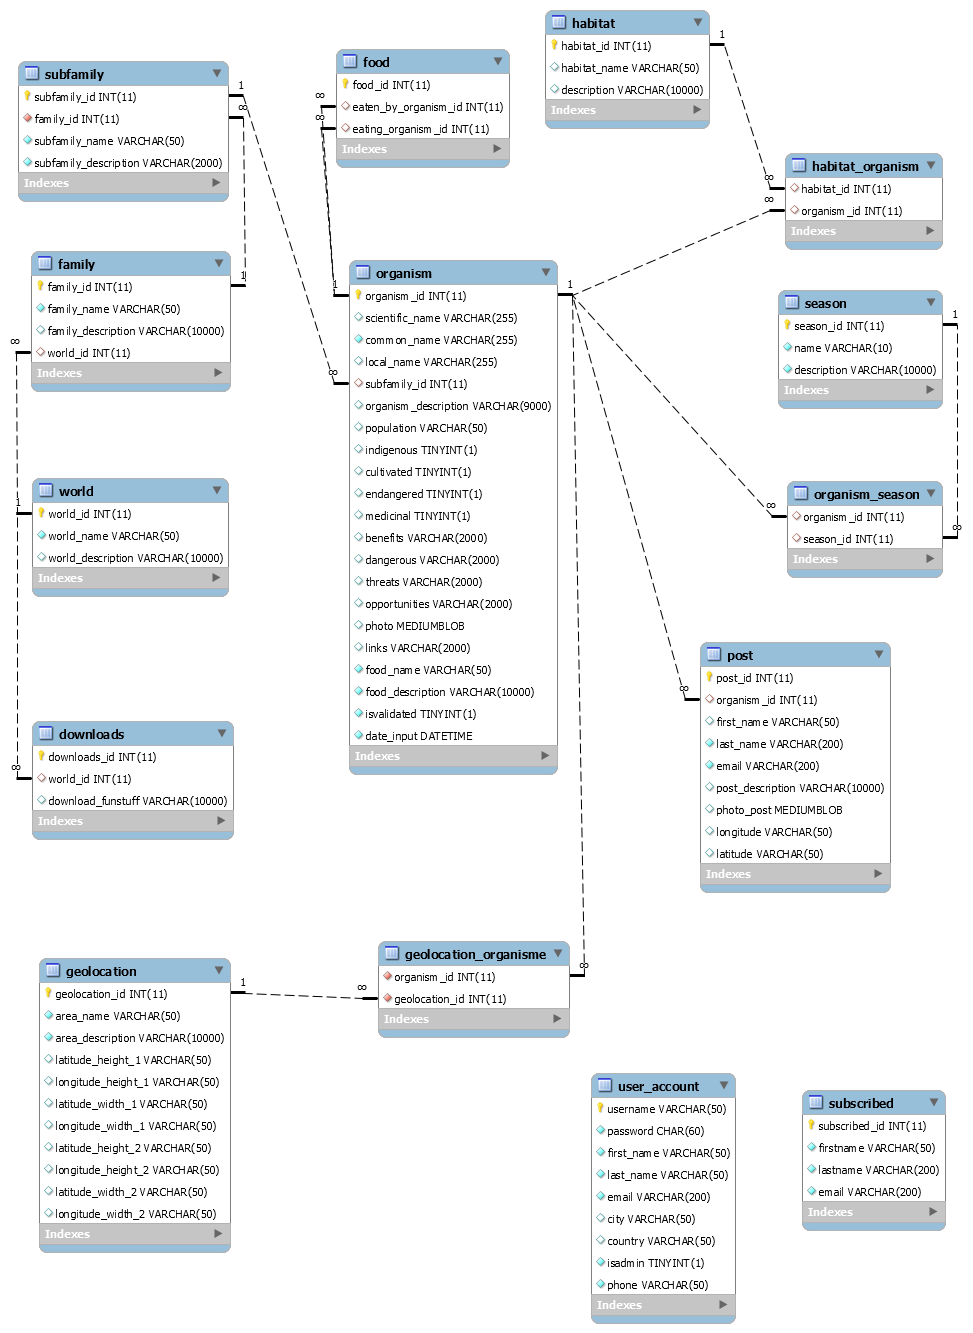 habitat
habitat_id INT(11)
habitat_name VARCHAR(50)
description VARCHAR(10000)
Indexes
1
∞
subfamily
subfamily_id INT(11)
family_id INT(11)
subfamily_name VARCHAR(50)
subfamily_description VARCHAR(2000)
Indexes
1
∞
food
food_id INT(11)
eaten_by_organism_id INT(11)
eating_organism_id INT(11)
Indexes
∞
∞
habitat_organism
habitat_id INT(11)
organism_id INT(11)
Indexes
∞
family
family_id INT(11)
family_name VARCHAR(50)
family_description VARCHAR(10000)
world_id INT(11)
Indexes
1
∞
organism
organism_id INT(11)
scientific_name VARCHAR(255)
common_name VARCHAR(255)
local_name VARCHAR(255)
subfamily_id INT(11)
organism_description VARCHAR(9000)
population VARCHAR(50)
indigenous TINYINT(1)
cultivated TINYINT(1)
endangered TINYINT(1)
medicinal TINYINT(1)
benefits VARCHAR(2000)
dangerous VARCHAR(2000)
threats VARCHAR(2000)
opportunities VARCHAR(2000)
photo MEDIUMBLOB
links VARCHAR(2000)
food_name VARCHAR(50)
food_description VARCHAR(10000)
isvalidated TINYINT(1)
date_input DATETIME
Indexes
1
1
∞
season
season_id INT(11)
name VARCHAR(10)
description VARCHAR(10000)
Indexes
1
world
world_id INT(11)
world_name VARCHAR(50)
world_description VARCHAR(10000)
Indexes
1
organism_season
organism_id INT(11)
season_id INT(11)
Indexes
∞
∞
post
post_id INT(11)
organism_id INT(11)
first_name VARCHAR(50)
last_name VARCHAR(200)
email VARCHAR(200)
post_description VARCHAR(10000)
photo_post MEDIUMBLOB
longitude VARCHAR(50)
latitude VARCHAR(50)
Indexes
∞
downloads
downloads_id INT(11)
world_id INT(11)
download_funstuff VARCHAR(10000)
Indexes
∞
geolocation
geolocation_id INT(11)
area_name VARCHAR(50)
area_description VARCHAR(10000)
latitude_height_1 VARCHAR(50)
longitude_height_1 VARCHAR(50)
latitude_width_1 VARCHAR(50)
longitude_width_1 VARCHAR(50)
latitude_height_2 VARCHAR(50)
longitude_height_2 VARCHAR(50)
latitude_width_2 VARCHAR(50)
longitude_width_2 VARCHAR(50)
Indexes
1
geolocation_organisme
organism_id INT(11)
geolocation_id INT(11)
Indexes
∞
∞
user_account
username VARCHAR(50)
password CHAR(60)
first_name VARCHAR(50)
last_name VARCHAR(50)
email VARCHAR(200)
city VARCHAR(50)
country VARCHAR(50)
isadmin TINYINT(1)
phone VARCHAR(50)
Indexes
subscribed
subscribed_id INT(11)
firstname VARCHAR(50)
lastname VARCHAR(200)
email VARCHAR(200)
Indexes